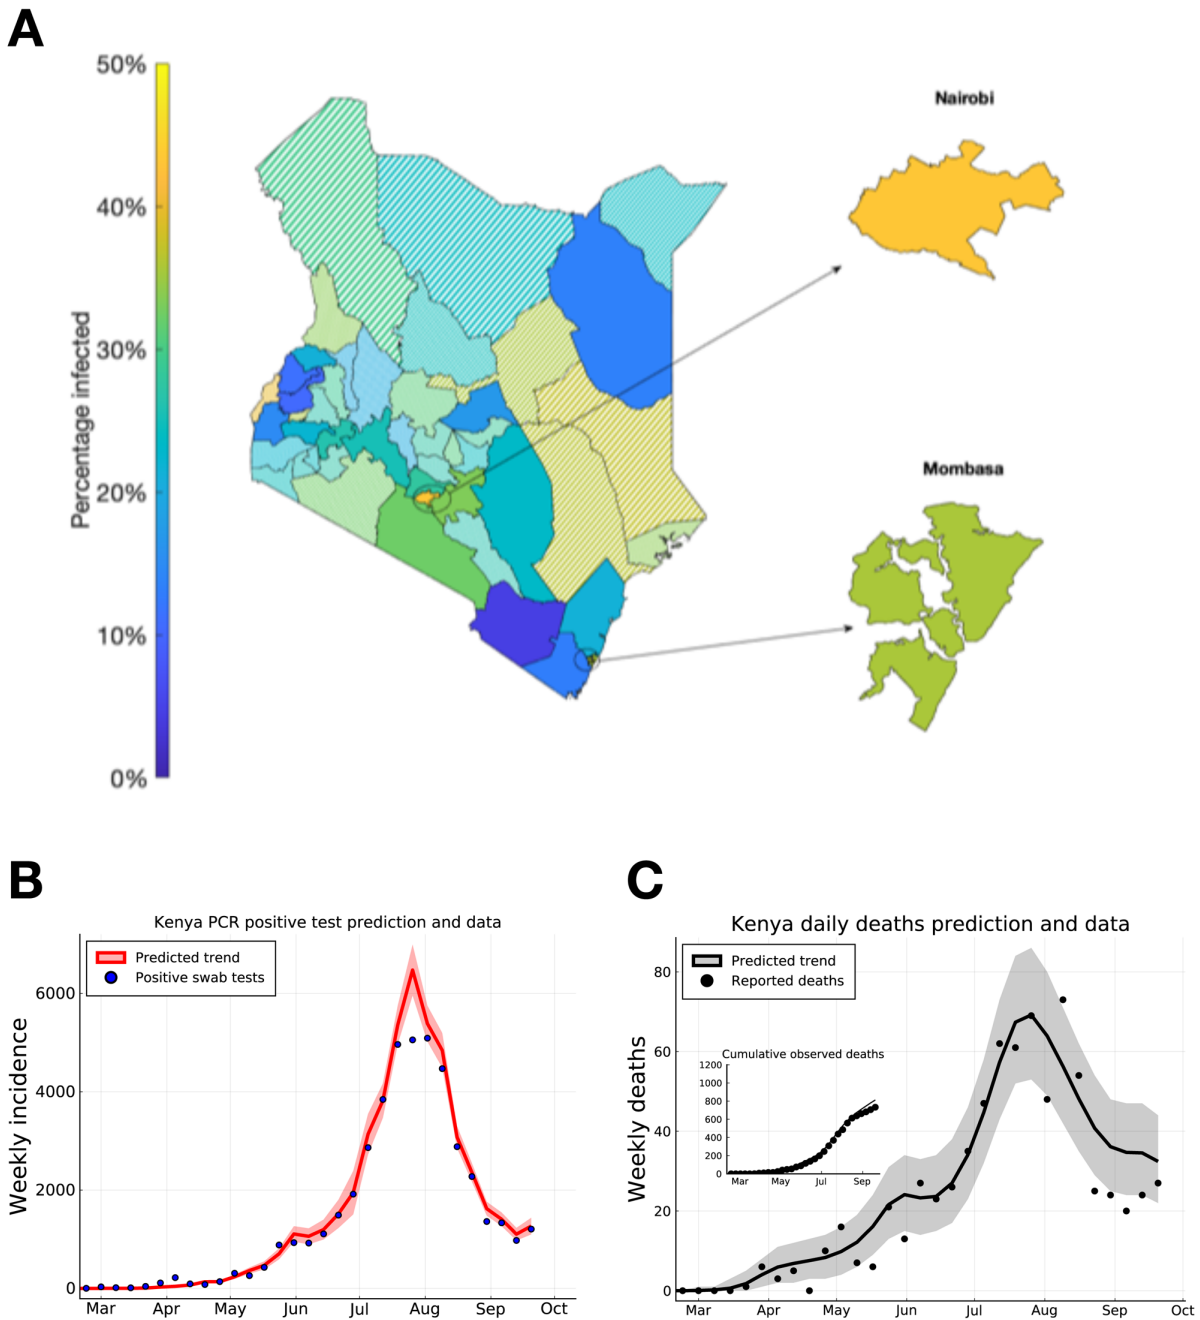 A
50%
40%
30%
20%
10%
0%
Percentage infected
Nairobi
Mombasa
B
Kenya PCR positive test prediction and data
Predicted trend
Positive swab tests
Weekly incidence
6000
4000
2000
0
Mar Apr May Jun Jul Aug Sep Oct
C
Kenya daily deaths prediction and data
Predicted trend
Reported deaths
Weekly deaths
80
60
40
20
0
Cumulative observed deaths
1200
1000
800
600
400
200
0
Mar May Jul Sep
Mar Apr May Jun Jul Aug Sep Oct